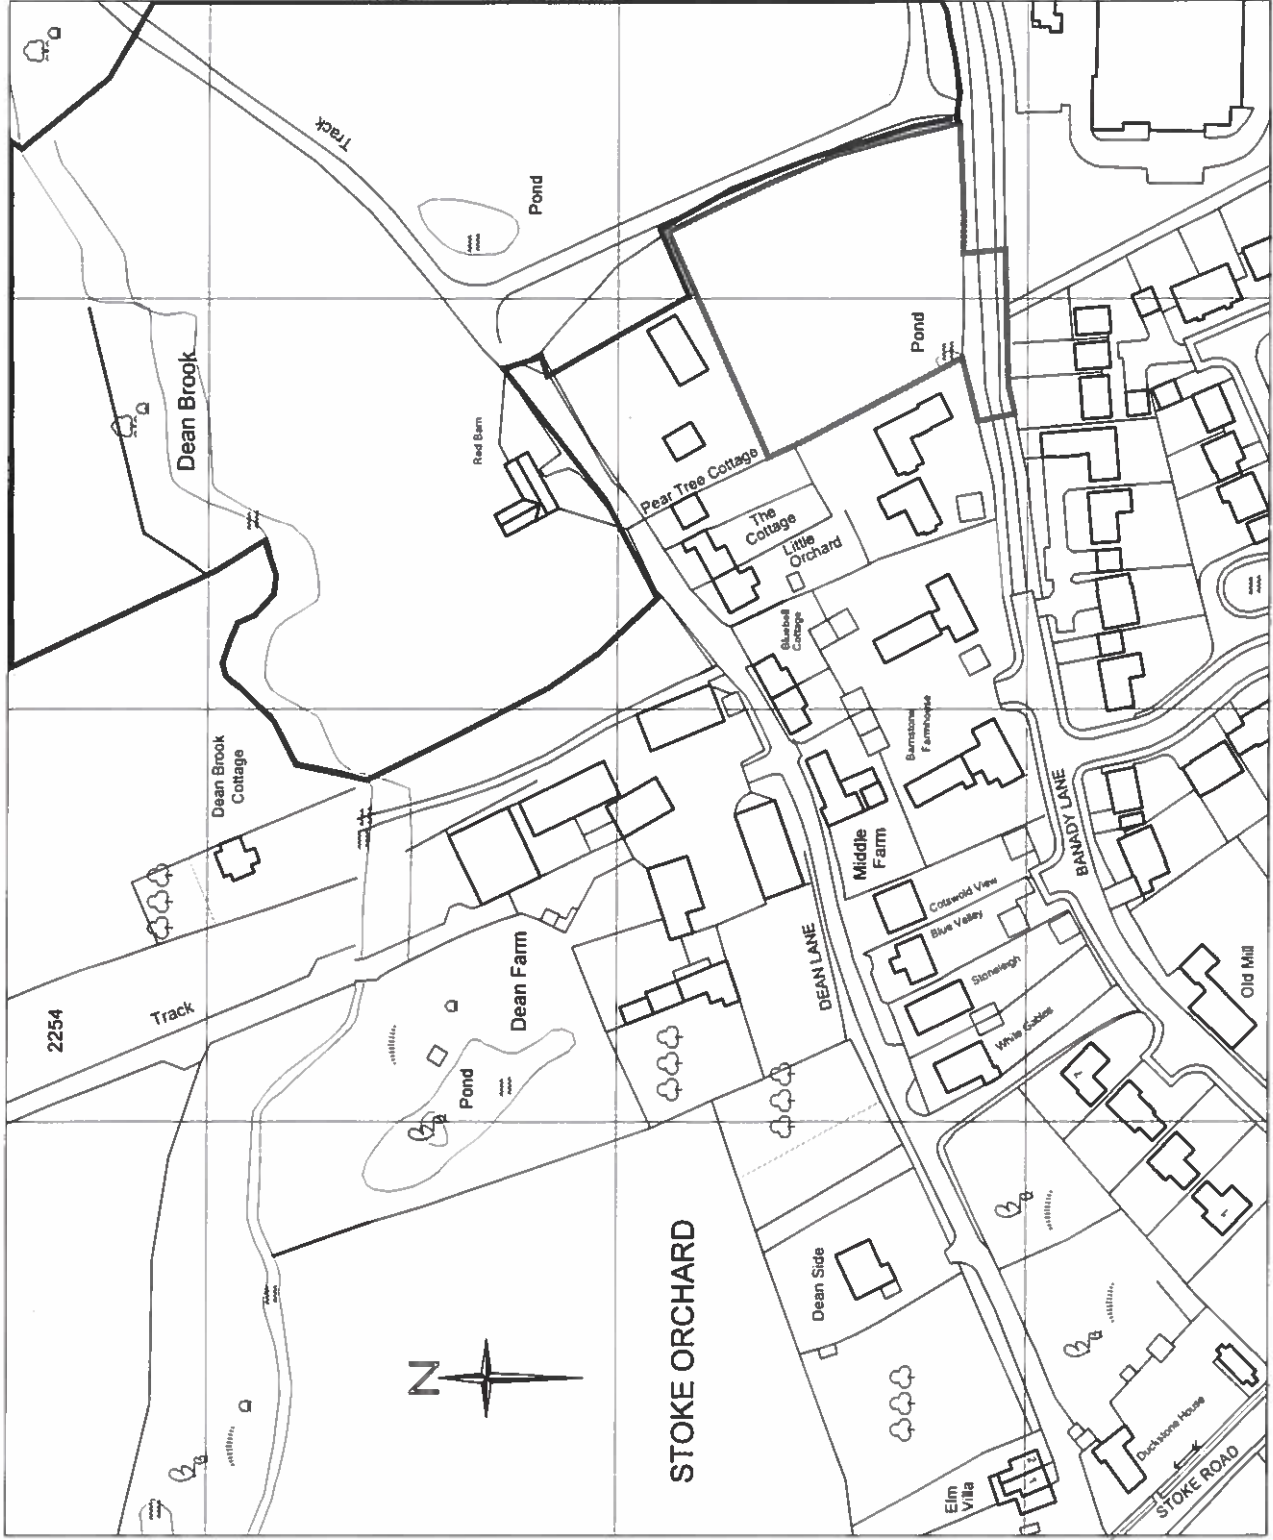 Track
Pond
Dean Brook
Pond
Red Barn
Pear Tree Cottage
The
Cottage
Little
Orchard
Bluebell
Cottage
Dean Brook
Cottage
Barnstone
Farmhouse
BANADY LANE
Middle
Farm
Cotswold View
Blue Valley
Stoneleigh
White Gables
DEAN LANE
Dean Farm
Old Mill
2254
Track
Pond
STOKE ORCHARD
Dean Side
N
Elm
Villa
Duckstone House
STOKE ROAD